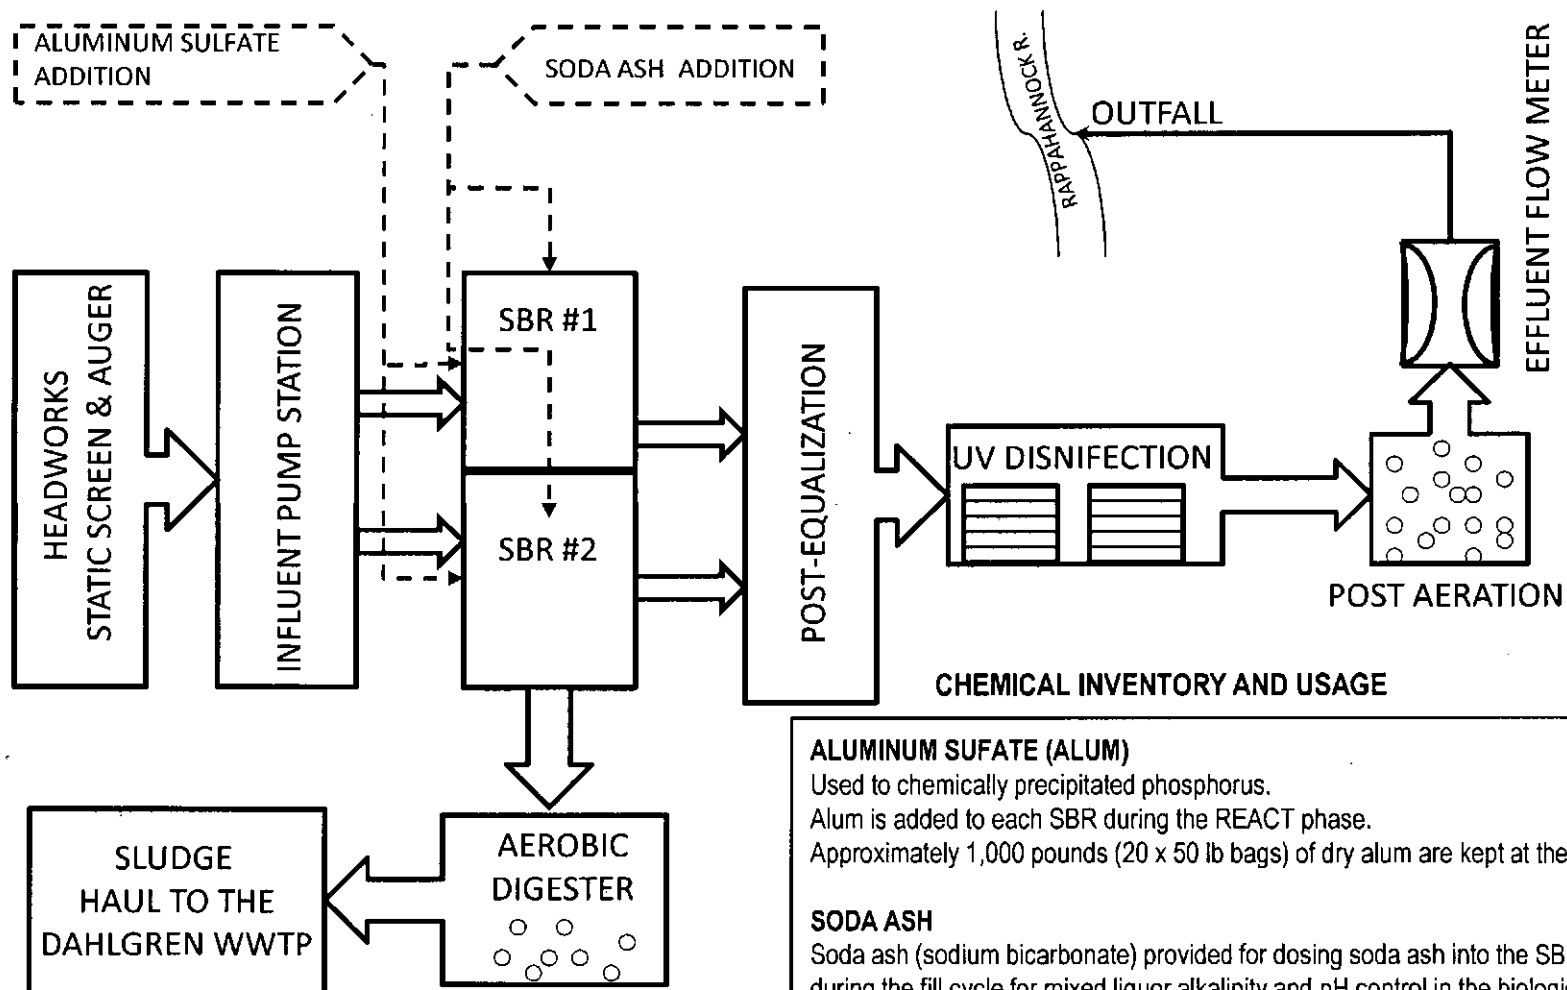 ALUMINUM SULFATE
ADDITION
SODA ASH ADDITION
RAPPAHANNOCK R.
OUTFALL
EFFLUENT FLOW METER
HEADWORKS
STATIC SCREEN & AUGER
INFLUENT PUMP STATION
SBR #1
SBR #2
POST-EQUALIZATION
UV DISNIFECTION
POST AERATION
AEROBIC
DIGESTER
SLUDGE
HAUL TO THE
DAHLGREN WWTP
CHEMICAL INVENTORY AND USAGE
ALUMINUM SUFATE (ALUM)
Used to chemically precipitated phosphorus.
Alum is added to each SBR during the REACT phase.
Approximately 1,000 pounds (20 x 50 lb bags) of dry alum are kept at the
SODA ASH
Soda ash (sodium bicarbonate) provided for dosing soda ash into the SB
during the fill cycle for mixed liquor alkalinity and pH control in the biologi